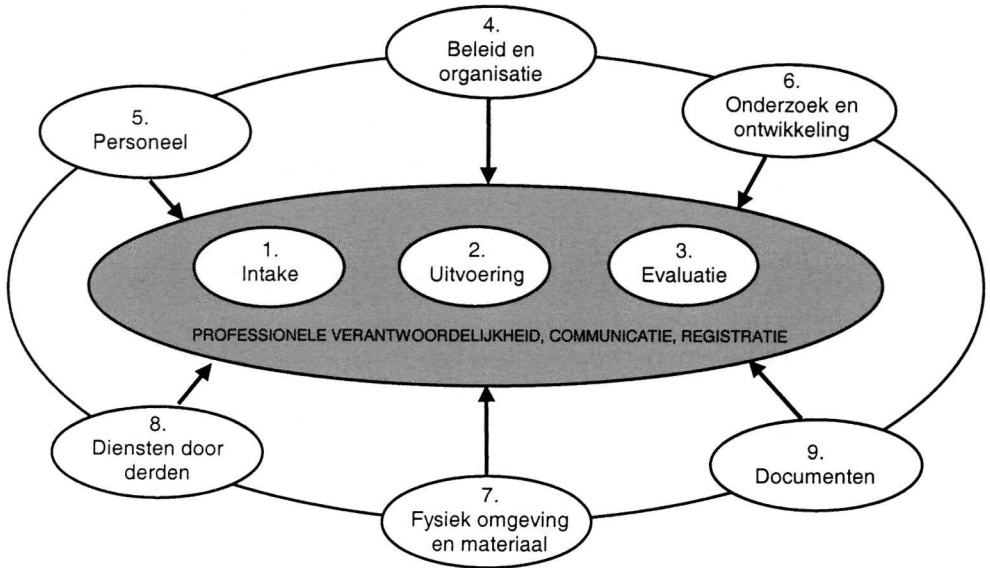 4.
Beleid en
organisatie
5.
Personeel
6.
Onderzoek en
ontwikkeling
1.
Intake
2.
Uitvoering
3.
Evaluatie
PROFESSIONELE VERANTWOORDELIJKHEID, COMMUNICATIE, REGISTRATIE
8.
Diensten door
derden
7.
Fysiek omgeving
en materiaal
9.
Documenten